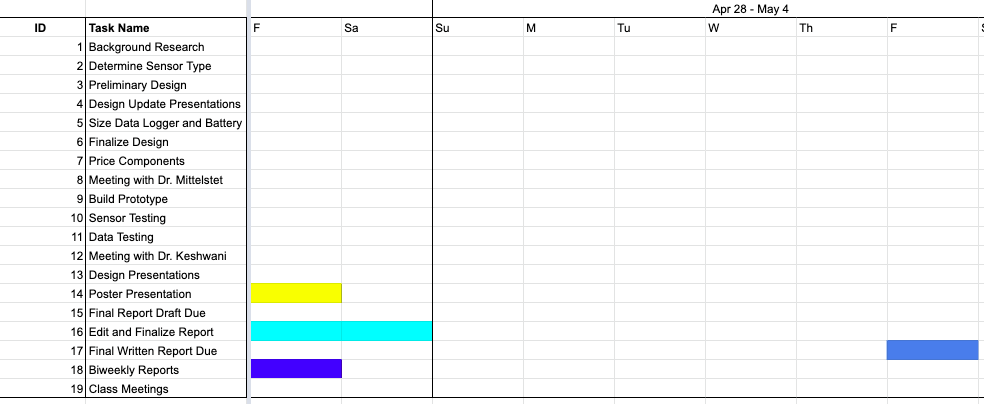 Apr 28 - May 4
ID Task Name F Sa Su M Tu W Th F
1 Background Research
2 Determine Sensor Type
3 Preliminary Design
4 Design Update Presentations
5 Size Data Logger and Battery
6 Finalize Design
7 Price Components
8 Meeting with Dr. Mittelstet
9 Build Prototype
10 Sensor Testing
11 Data Testing
12 Meeting with Dr. Keshwani
13 Design Presentations
14 Poster Presentation
15 Final Report Draft Due
16 Edit and Finalize Report
17 Final Written Report Due
18 Biweekly Reports
19 Class Meetings